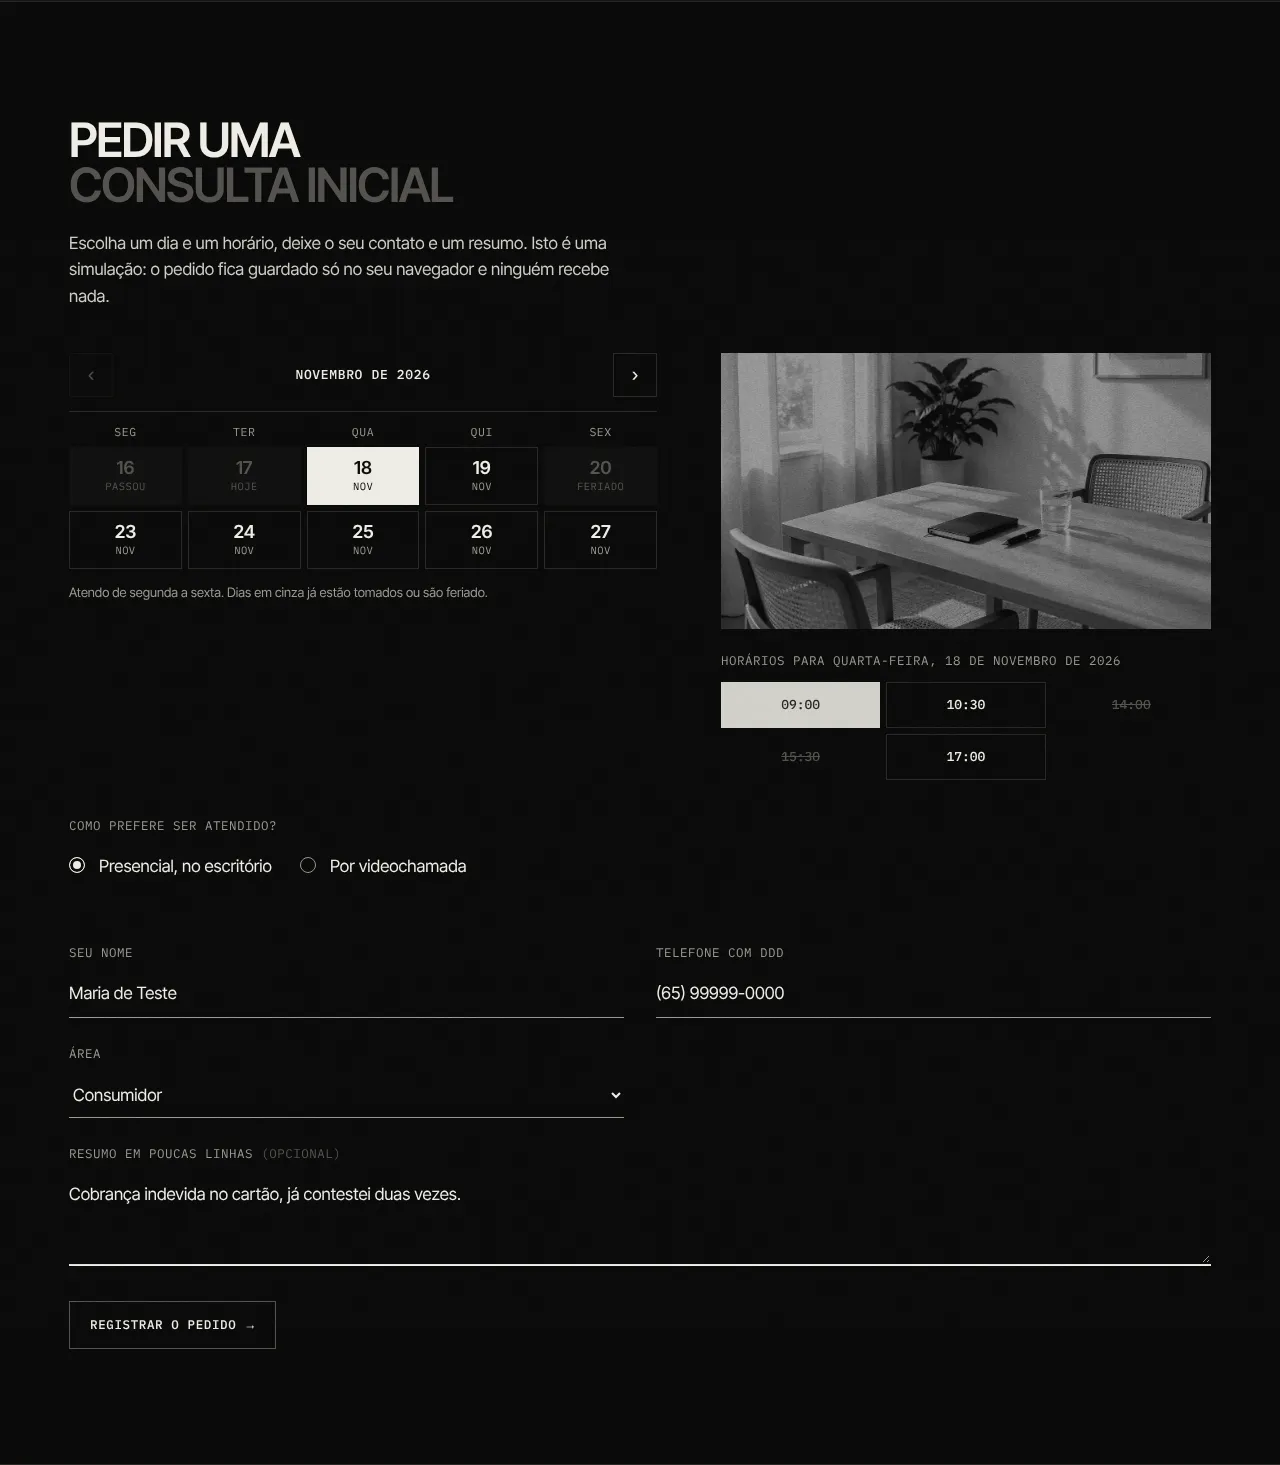 PEDIR UMA
CONSULTA INICIAL
Escolha um dia e um horário, deixe o seu contato e um resumo. Isto é uma
simulação: o pedido fica guardado só no seu navegador e ninguém recebe
nada.
‹ NOVEMBRO DE 2026 ›
SEG TER QUA QUI SEX
16 17 18 19 20
PASSOU HOJE NOV NOV FERIADO
23 24 25 26 27
NOV NOV NOV NOV NOV
Atendo de segunda a sexta. Dias em cinza já estão tomados ou são feriado.
HORÁRIOS PARA QUARTA-FEIRA, 18 DE NOVEMBRO DE 2026
09:00 10:30 14:00
15:30 17:00
COMO PREFERE SER ATENDIDO?
Presencial, no escritório Por videochamada
SEU NOME TELEFONE COM DDD
Maria de Teste (65) 99999-0000
ÁREA
Consumidor
RESUMO EM POUCAS LINHAS (OPCIONAL)
Cobrança indevida no cartão, já contestei duas vezes.
REGISTRAR O PEDIDO →